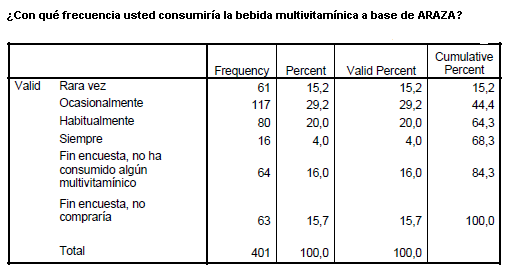 ¿Con qué frecuencia usted consumiría la bebida multivitamínica a base de ARAZA?
Frequency Percent Valid Percent Cumulative Percent
Valid Rara vez 61 15,2 15,2 15,2
Ocasionalmente 117 29,2 29,2 44,4
Habitualmente 80 20,0 20,0 64,3
Siempre 16 4,0 4,0 68,3
Fin encuesta, no ha
consumido algún 64 16,0 16,0 84,3
multivitamínico
Fin encuesta, no 63 15,7 15,7 100,0
compraría
Total 401 100,0 100,0